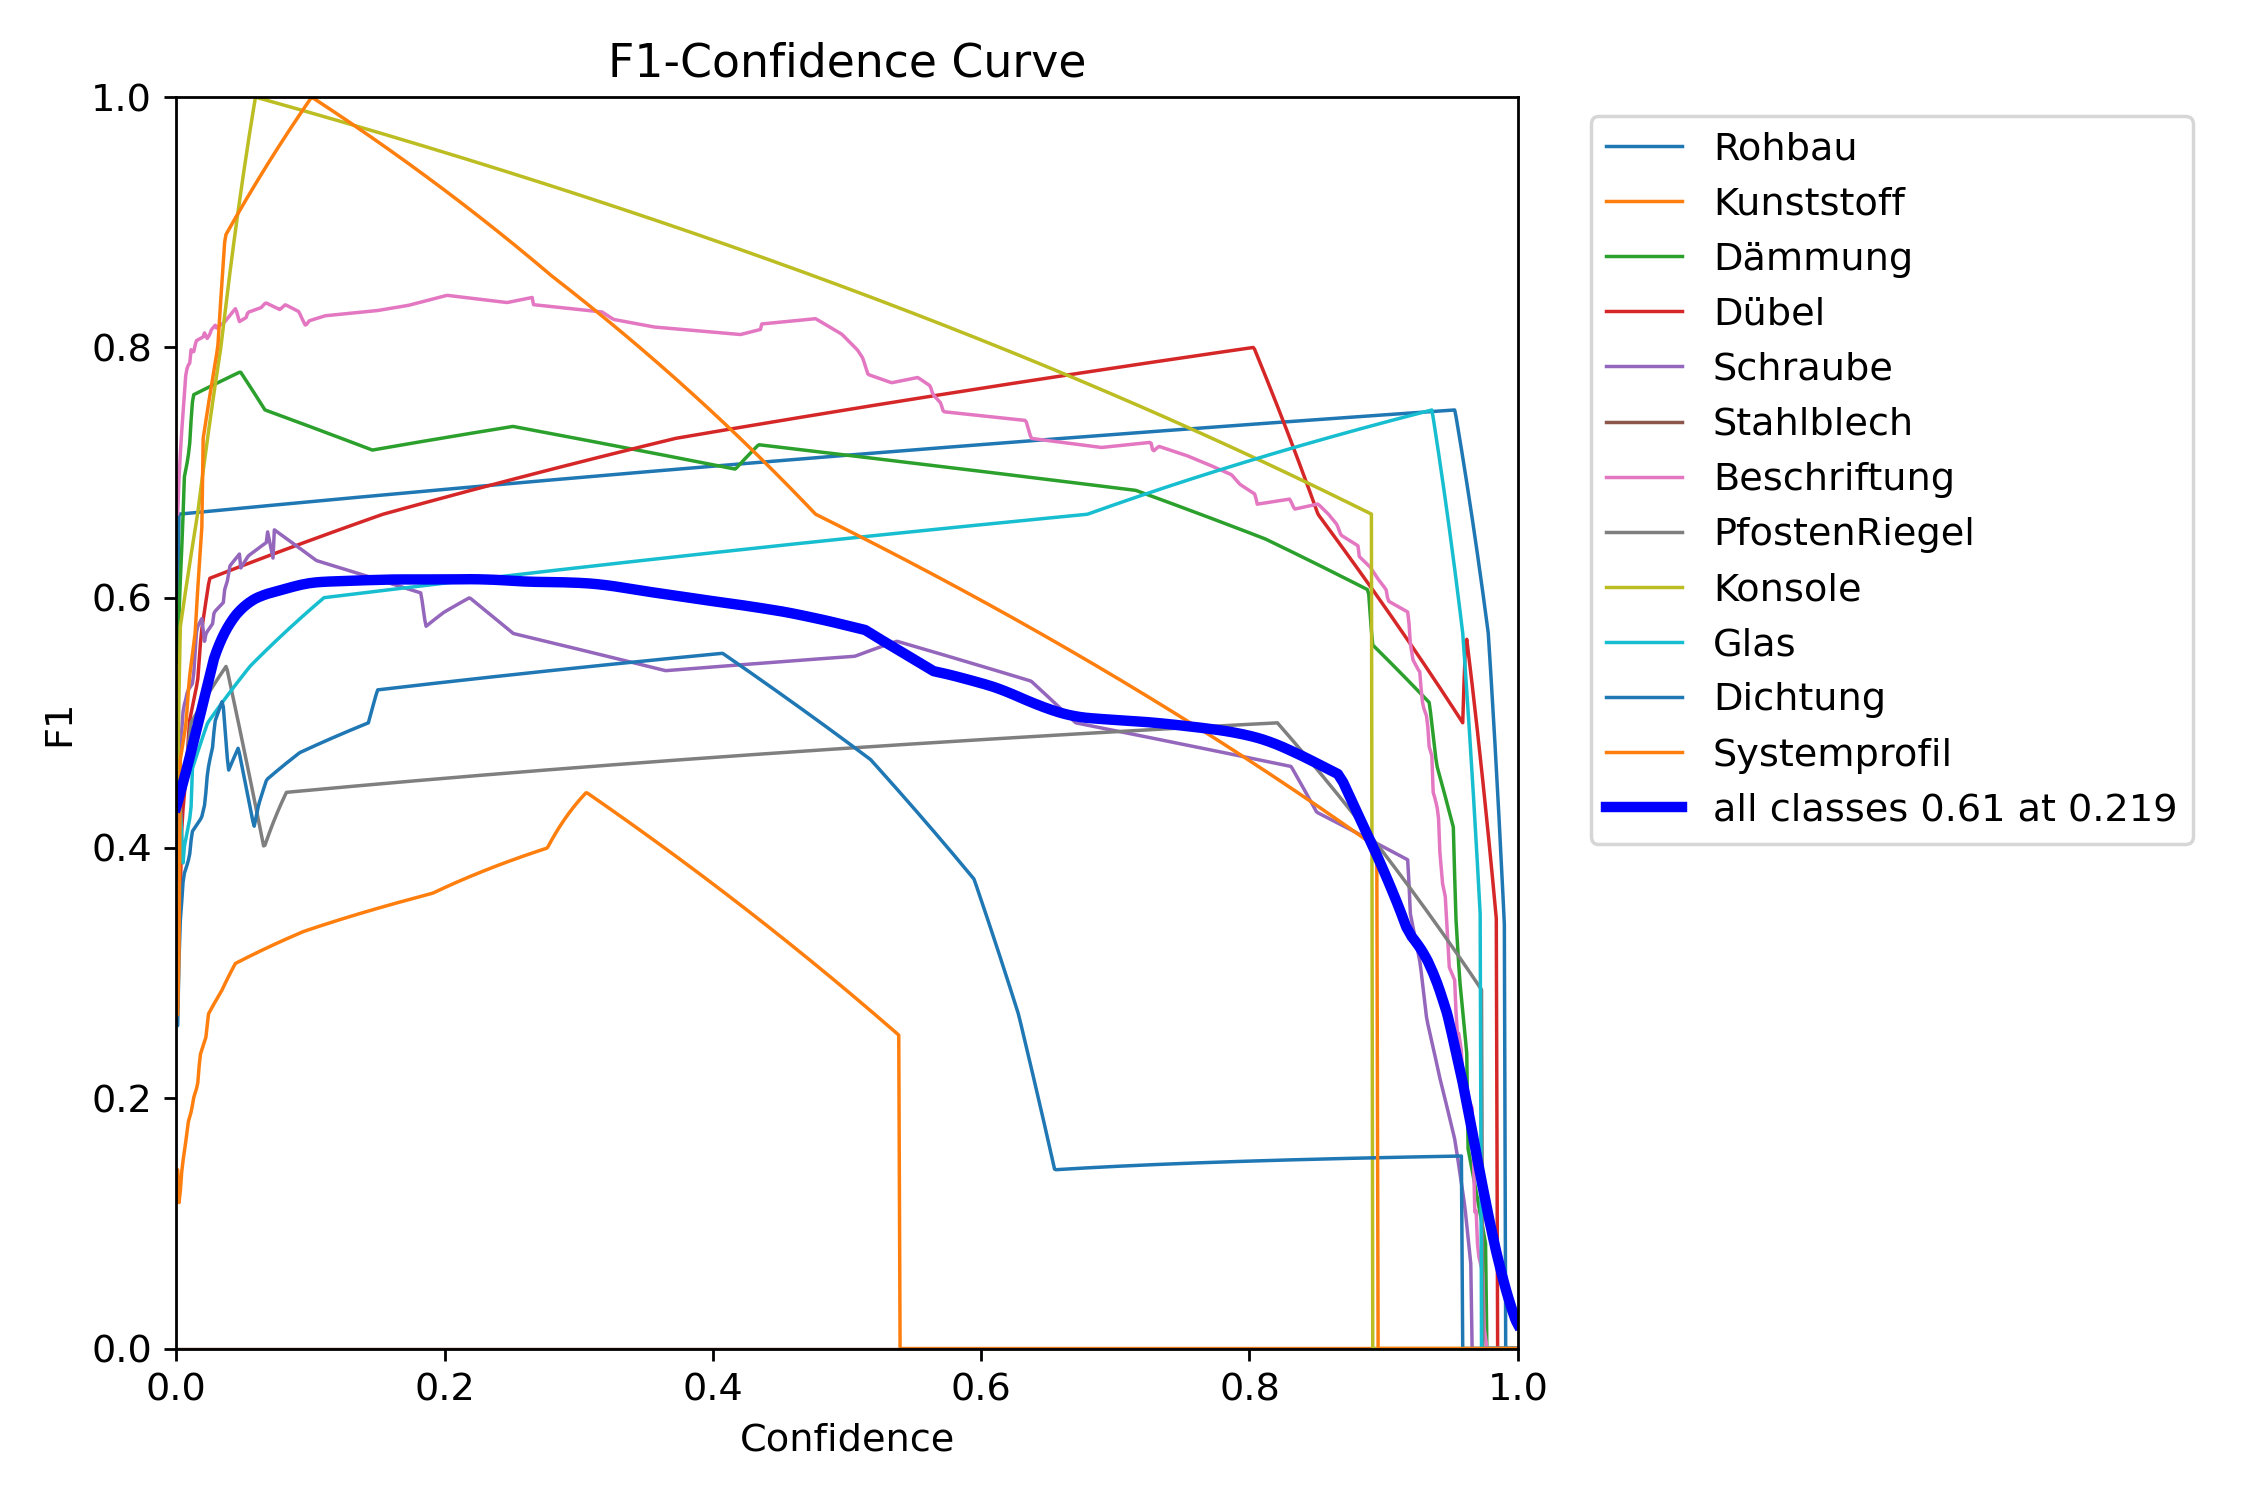 F1-Confidence Curve
1.0
0.8
0.6
0.4
0.2
0.0
F1
0.0 0.2 0.4 0.6 0.8 1.0
Confidence
Rohbau
Kunststoff
Dämmung
Dübel
Schraube
Stahlblech
Beschriftung
PfostenRiegel
Konsole
Glas
Dichtung
Systemprofil
all classes 0.61 at 0.219